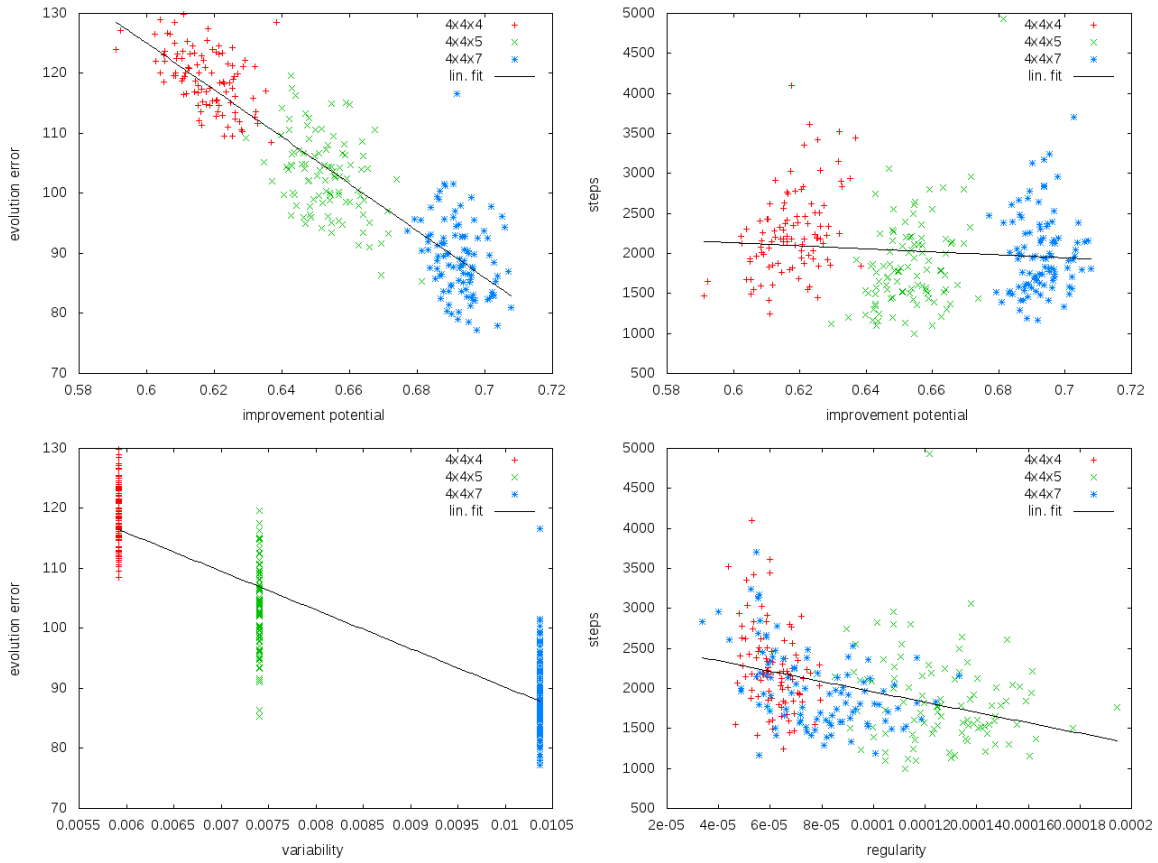 130
120
110
100
90
80
70
0.58 0.6 0.62 0.64 0.66 0.68 0.7 0.72
evolution error
improvement potential
4x4x4
4x4x5
4x4x7
lin. fit
5000
4500
4000
3500
3000
2500
2000
1500
1000
500
0.58 0.6 0.62 0.64 0.66 0.68 0.7 0.72
steps
improvement potential
4x4x4
4x4x5
4x4x7
lin. fit
130
120
110
100
90
80
70
0.0055 0.006 0.0065 0.007 0.0075 0.008 0.0085 0.009 0.0095 0.01 0.0105
evolution error
variability
4x4x4
4x4x5
4x4x7
lin. fit
5000
4500
4000
3500
3000
2500
2000
1500
1000
500
2e-05 4e-05 6e-05 8e-05 0.0001 0.00012 0.00014 0.00016 0.00018 0.0002
steps
regularity
4x4x4
4x4x5
4x4x7
lin. fit